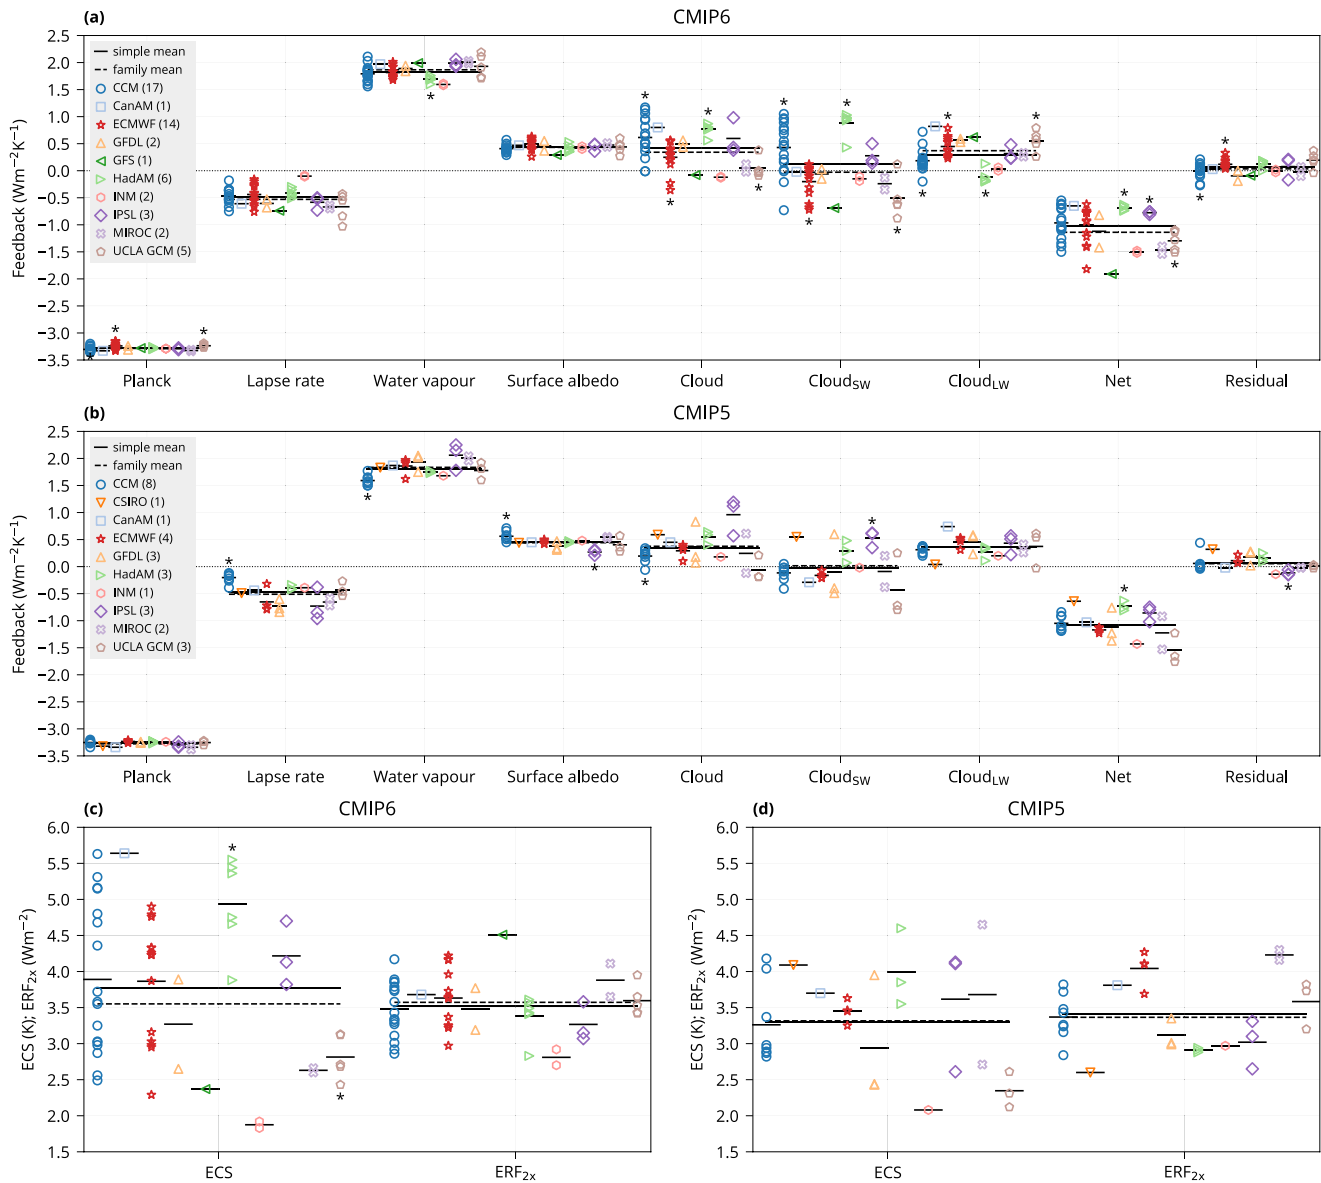 (a) CMIP6
Feedback (Wm⁻²K⁻¹)
2.5
2.0
1.5
1.0
0.5
0.0
−0.5
−1.0
−1.5
−2.0
−2.5
−3.0
−3.5
simple mean
family mean
CCM (17)
CanAM (1)
ECMWF (14)
GFDL (2)
GFS (1)
HadAM (6)
INM (2)
IPSL (3)
MIROC (2)
UCLA GCM (5)
Planck Lapse rate Water vapour Surface albedo Cloud Cloud_SW Cloud_LW Net Residual
(b) CMIP5
Feedback (Wm⁻²K⁻¹)
2.5
2.0
1.5
1.0
0.5
0.0
−0.5
−1.0
−1.5
−2.0
−2.5
−3.0
−3.5
simple mean
family mean
CCM (8)
CSIRO (1)
CanAM (1)
ECMWF (4)
GFDL (3)
HadAM (3)
INM (1)
IPSL (3)
MIROC (2)
UCLA GCM (3)
Planck Lapse rate Water vapour Surface albedo Cloud Cloud_SW Cloud_LW Net Residual
(c) CMIP6
ECS (K); ERF₂ₓ (Wm⁻²)
6.0
5.5
5.0
4.5
4.0
3.5
3.0
2.5
2.0
1.5
ECS ERF₂ₓ
(d) CMIP5
ECS (K); ERF₂ₓ (Wm⁻²)
6.0
5.5
5.0
4.5
4.0
3.5
3.0
2.5
2.0
1.5
ECS ERF₂ₓ